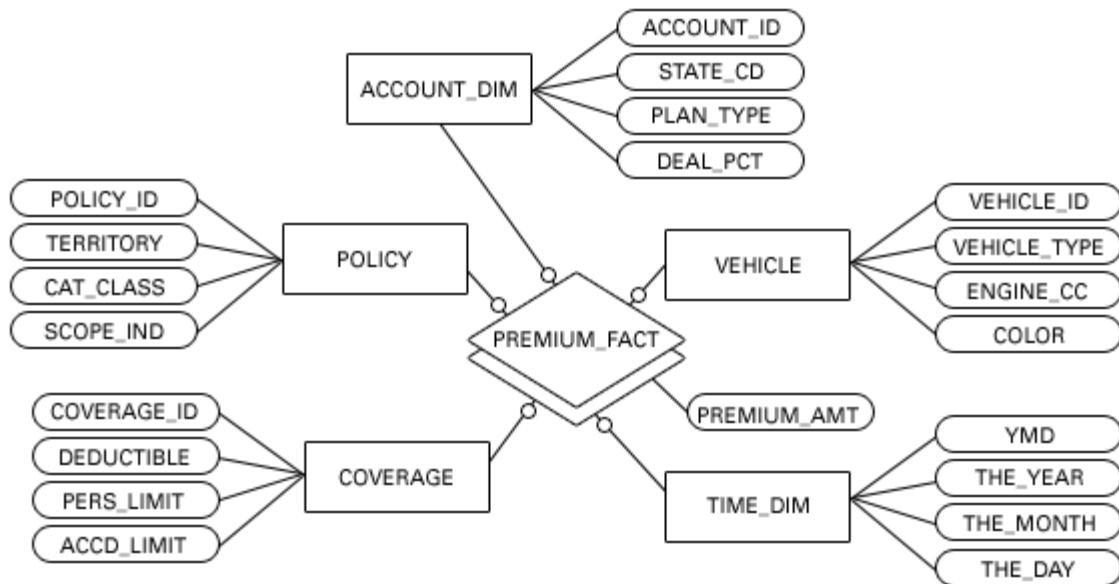 ACCOUNT_ID
STATE_CD
ACCOUNT_DIM
PLAN_TYPE
DEAL_PCT
POLICY_ID
TERRITORY
POLICY
CAT_CLASS
SCOPE_IND
VEHICLE_ID
VEHICLE_TYPE
VEHICLE
ENGINE_CC
COLOR
PREMIUM_FACT
PREMIUM_AMT
COVERAGE_ID
DEDUCTIBLE
COVERAGE
PERS_LIMIT
ACCD_LIMIT
YMD
THE_YEAR
TIME_DIM
THE_MONTH
THE_DAY